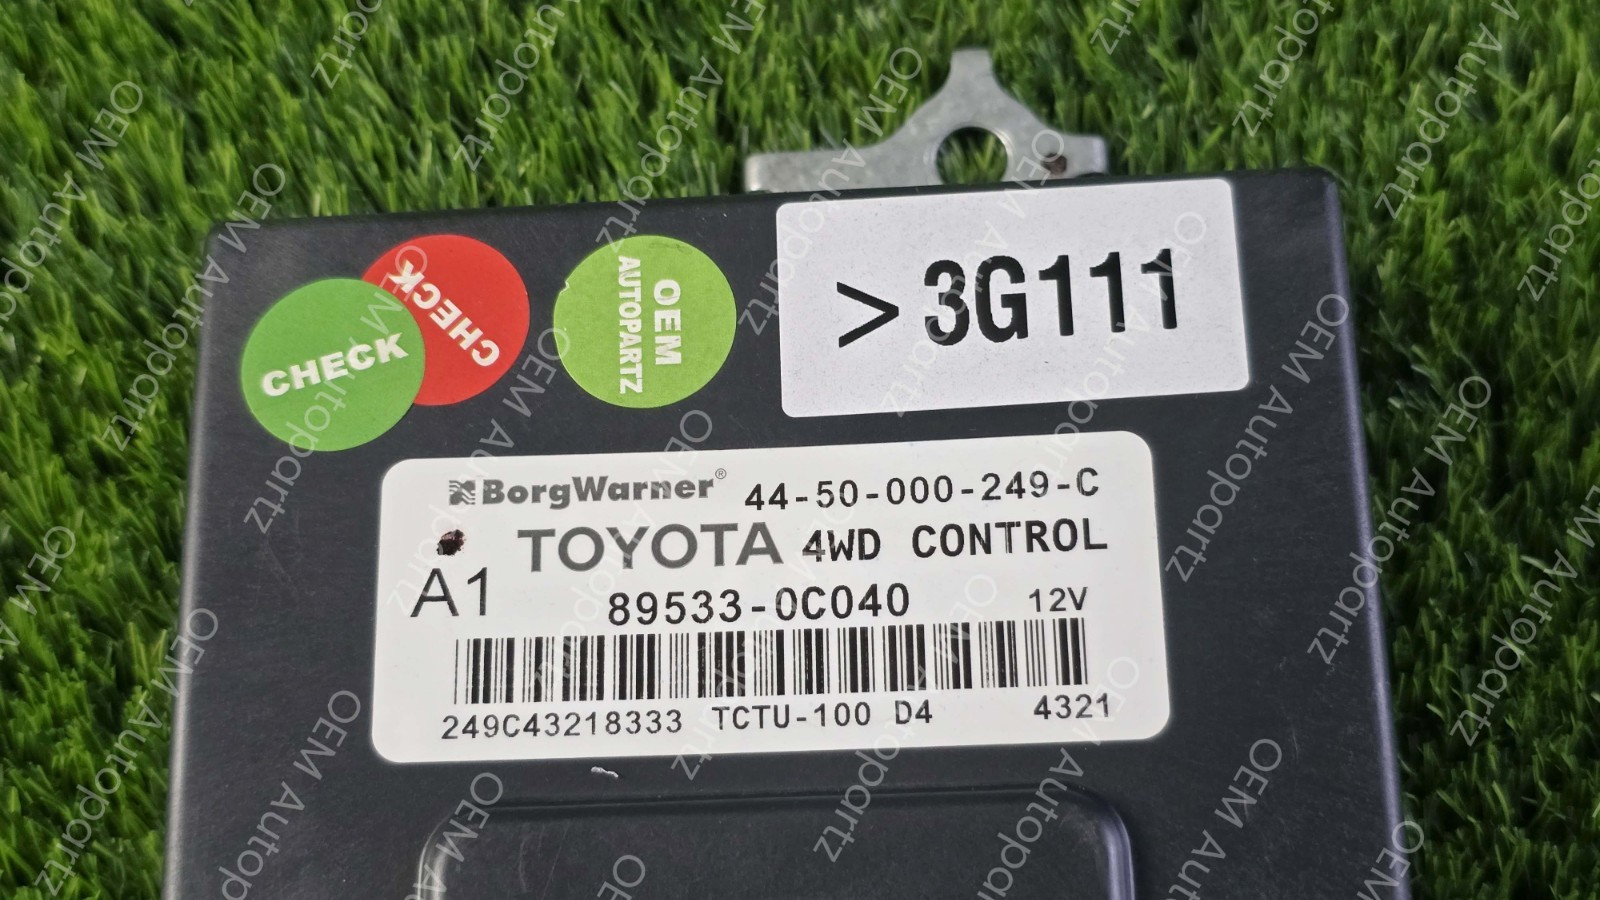 CHECK
CHECK
OEM
AUTOPARTZ
> 3G111
BorgWarner® 44-50-000-249-C
TOYOTA 4WD CONTROL
A1
89533-0C040 12V
249C43218333 TCTU-100 D4 4321
OEM Autopartz